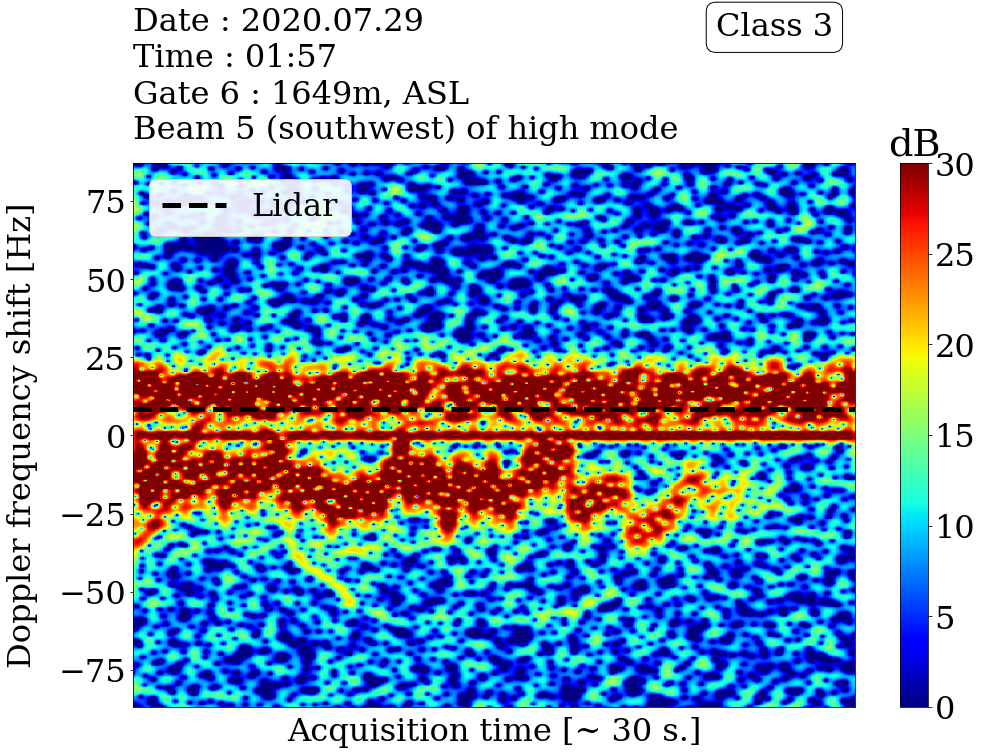 Date : 2020.07.29
Class 3
Time : 01:57
Gate 6 : 1649m, ASL
Beam 5 (southwest) of high mode
dB
30
25
20
15
10
5
0
Lidar
Doppler frequency shift [Hz]
75
50
25
0
−25
−50
−75
Acquisition time [~ 30 s.]